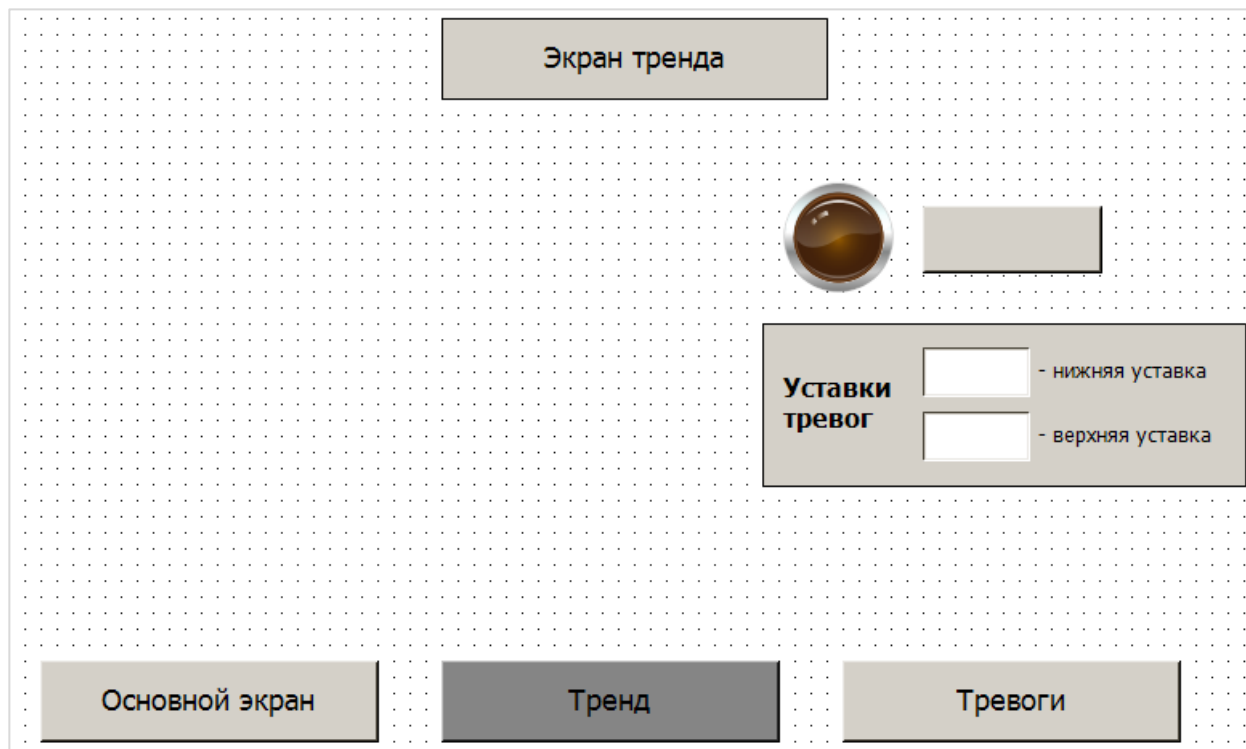 Экран тренда
Уставки
тревог
- нижняя уставка
- верхняя уставка
Основной экран
Тренд
Тревоги